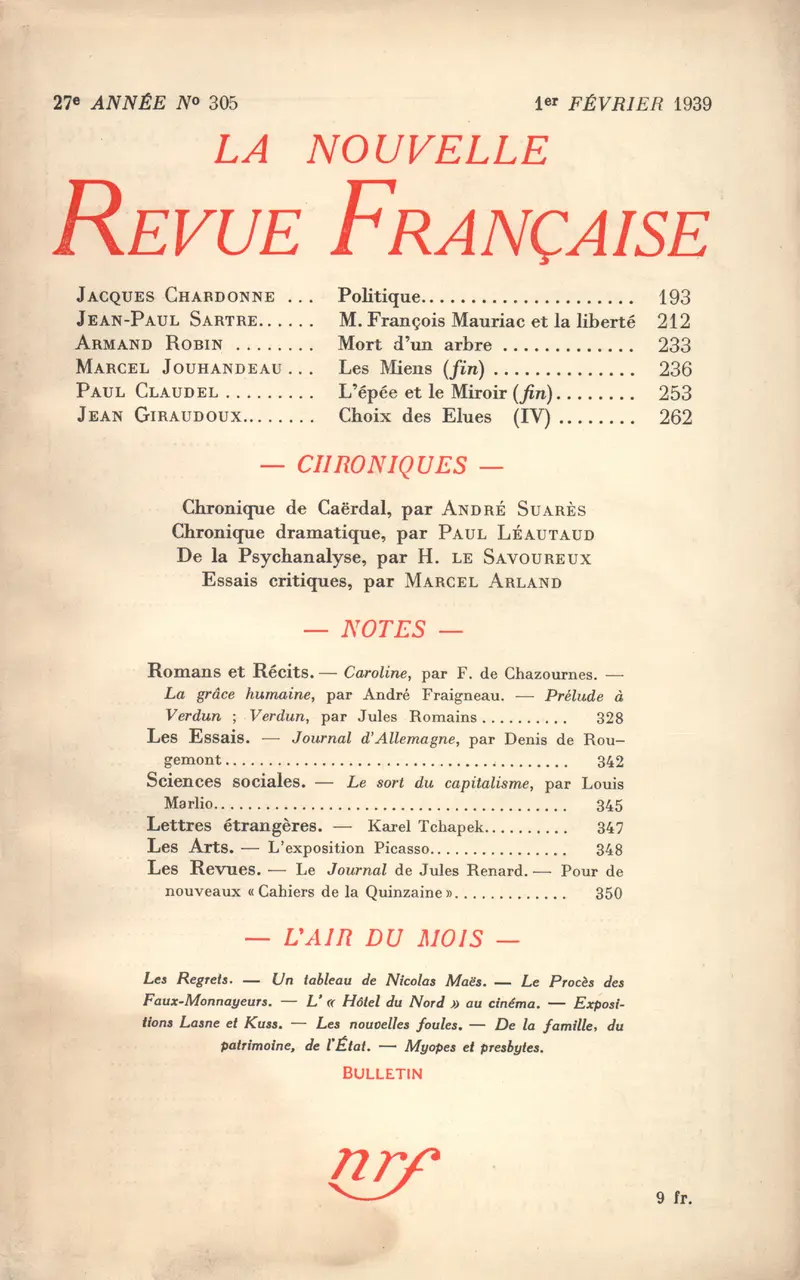 27e ANNÉE No 305 1er FÉVRIER 1939
LA NOUVELLE
REVUE FRANÇAISE
JACQUES CHARDONNE ... Politique..................... 193
JEAN-PAUL SARTRE...... M. François Mauriac et la liberté 212
ARMAND ROBIN ........ Mort d'un arbre ............. 233
MARCEL JOUHANDEAU... Les Miens (fin) .............. 236
PAUL CLAUDEL ......... L'épée et le Miroir (fin)........ 253
JEAN GIRAUDOUX........ Choix des Elues (IV) ........ 262
— CHRONIQUES —
Chronique de Caërdal, par ANDRÉ SUARÈS
Chronique dramatique, par PAUL LÉAUTAUD
De la Psychanalyse, par H. LE SAVOUREUX
Essais critiques, par MARCEL ARLAND
— NOTES —
Romans et Récits. — Caroline, par F. de Chazournes. —
La grâce humaine, par André Fraigneau. — Prélude à
Verdun ; Verdun, par Jules Romains .......... 328
Les Essais. — Journal d'Allemagne, par Denis de Rou-
gemont........................................ 342
Sciences sociales. — Le sort du capitalisme, par Louis
Marlio......................................... 345
Lettres étrangères. — Karel Tchapek.......... 347
Les Arts. — L'exposition Picasso................ 348
Les Revues. — Le Journal de Jules Renard. — Pour de
nouveaux « Cahiers de la Quinzaine »............. 350
— L'AIR DU MOIS —
Les Regrets. — Un tableau de Nicolas Maës. — Le Procès des
Faux-Monnayeurs. — L' « Hôtel du Nord » au cinéma. — Exposi-
tions Lasne et Kuss. — Les nouvelles foules. — De la famille, du
patrimoine, de l'État. — Myopes et presbytes.
BULLETIN
nrf
9 fr.